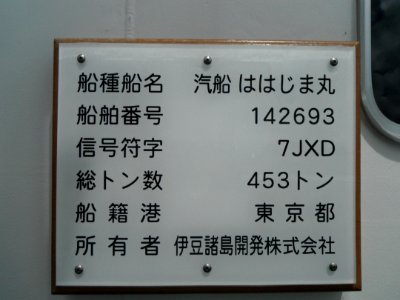 船種船名 汽船 ははじま丸
船舶番号 142693
信号符字 7JXD
総トン数 453トン
船籍港 東京都
所有者 伊豆諸島開発株式会社